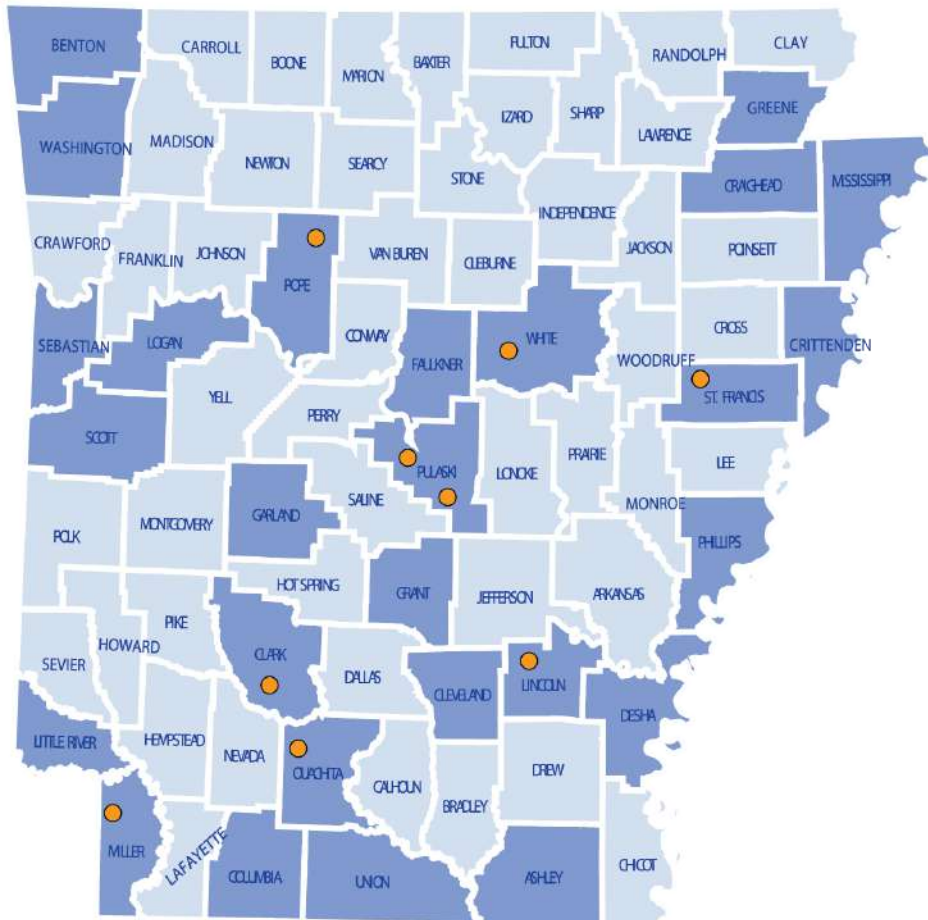 BENTON
CARROLL
BOONE
MARION
BAXTER
FULTON
RANDOLPH
CLAY
WASHINGTON
MADISON
NEWTON
SEARCY
STONE
IZARD
SHARP
LAWRENCE
GREENE
CRAIGHEAD
MISSISSIPPI
INDEPENDENCE
CRAWFORD
FRANKLIN
JOHNSON
POPE
VAN BUREN
CLEBURNE
JACKSON
POINSETT
SEBASTIAN
LOGAN
CONWAY
FAULKNER
WHITE
WOODRUFF
CROSS
CRITTENDEN
ST. FRANCIS
SCOTT
YELL
PERRY
PULASKI
LONOKE
PRAIRIE
LEE
MONROE
POLK
MONTGOMERY
GARLAND
SALINE
PHILLIPS
HOT SPRING
GRANT
JEFFERSON
ARKANSAS
SEVIER
HOWARD
PIKE
CLARK
DALLAS
CLEVELAND
LINCOLN
DESHA
LITTLE RIVER
HEMPSTEAD
NEVADA
OUACHITA
CALHOUN
BRADLEY
DREW
MILLER
LAFAYETTE
COLUMBIA
UNION
ASHLEY
CHICOT